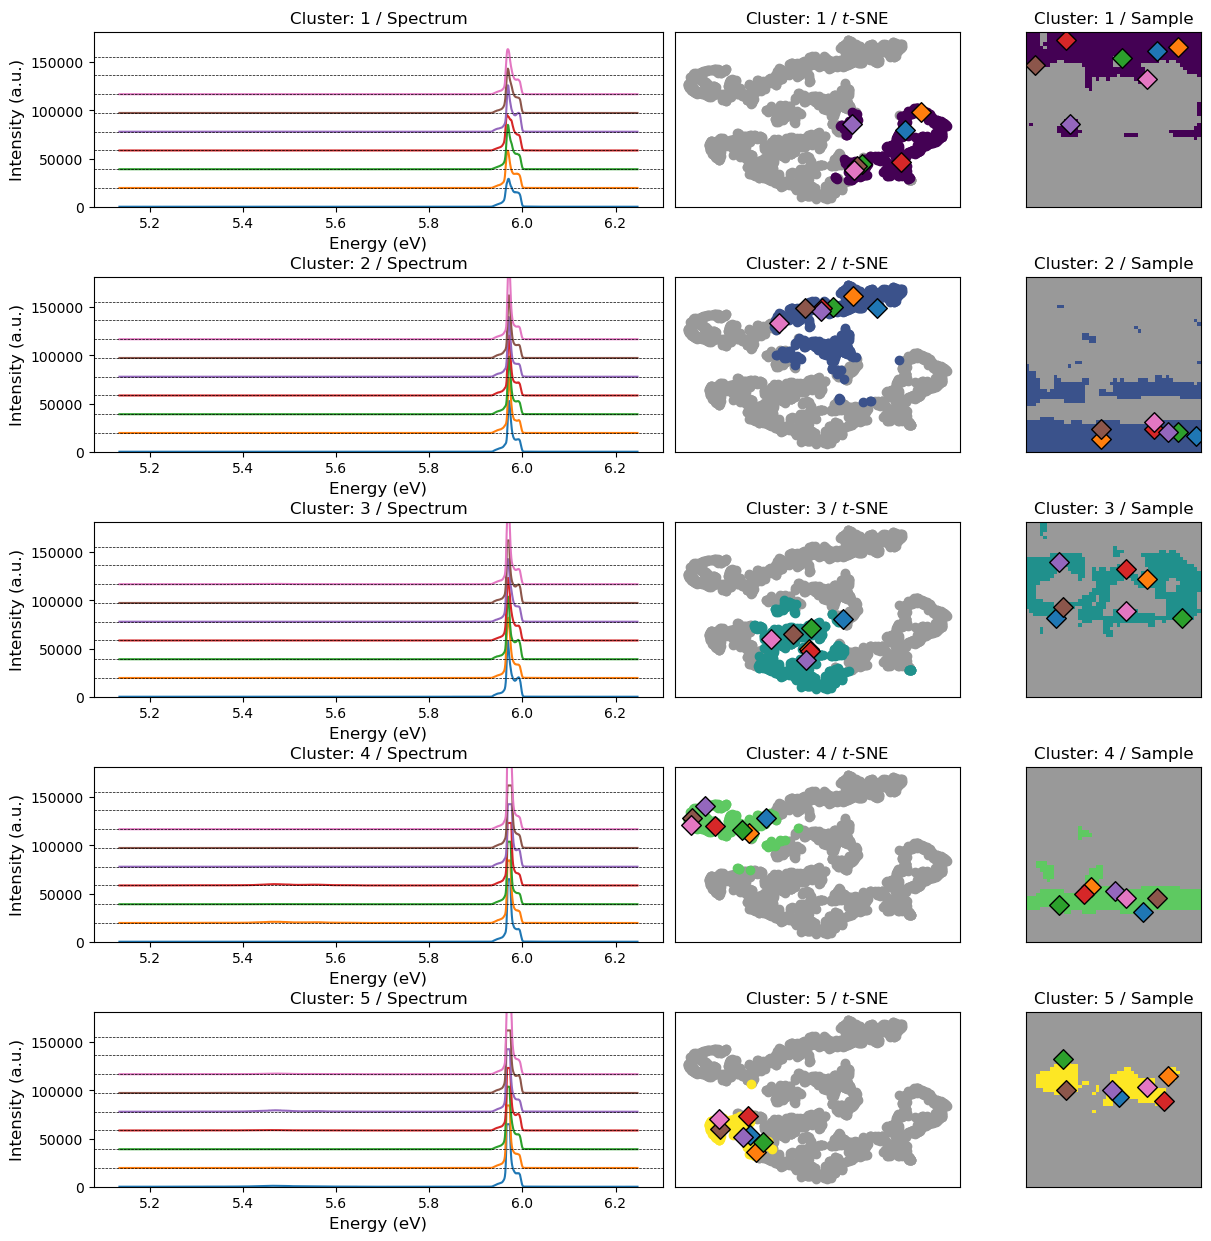 Cluster: 1 / Spectrum
Cluster: 1 / t-SNE
Cluster: 1 / Sample
Intensity (a.u.)
150000
100000
50000
0
5.2 5.4 5.6 5.8 6.0 6.2
Energy (eV)
Cluster: 2 / Spectrum
Cluster: 2 / t-SNE
Cluster: 2 / Sample
Intensity (a.u.)
150000
100000
50000
0
5.2 5.4 5.6 5.8 6.0 6.2
Energy (eV)
Cluster: 3 / Spectrum
Cluster: 3 / t-SNE
Cluster: 3 / Sample
Intensity (a.u.)
150000
100000
50000
0
5.2 5.4 5.6 5.8 6.0 6.2
Energy (eV)
Cluster: 4 / Spectrum
Cluster: 4 / t-SNE
Cluster: 4 / Sample
Intensity (a.u.)
150000
100000
50000
0
5.2 5.4 5.6 5.8 6.0 6.2
Energy (eV)
Cluster: 5 / Spectrum
Cluster: 5 / t-SNE
Cluster: 5 / Sample
Intensity (a.u.)
150000
100000
50000
0
5.2 5.4 5.6 5.8 6.0 6.2
Energy (eV)